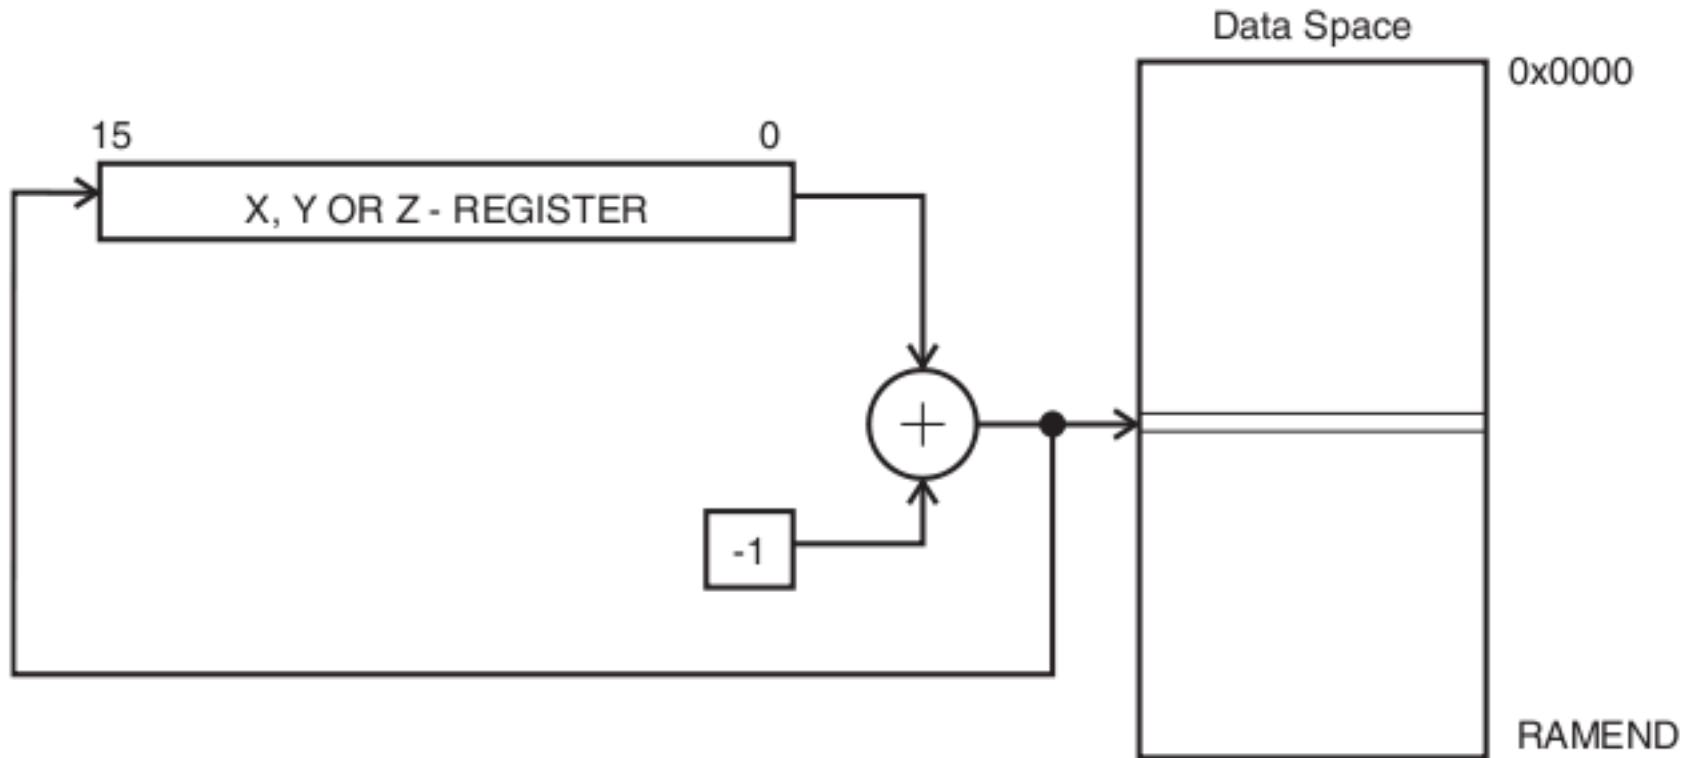 Data Space
0x0000
15
0
X, Y OR Z - REGISTER
+
-1
RAMEND